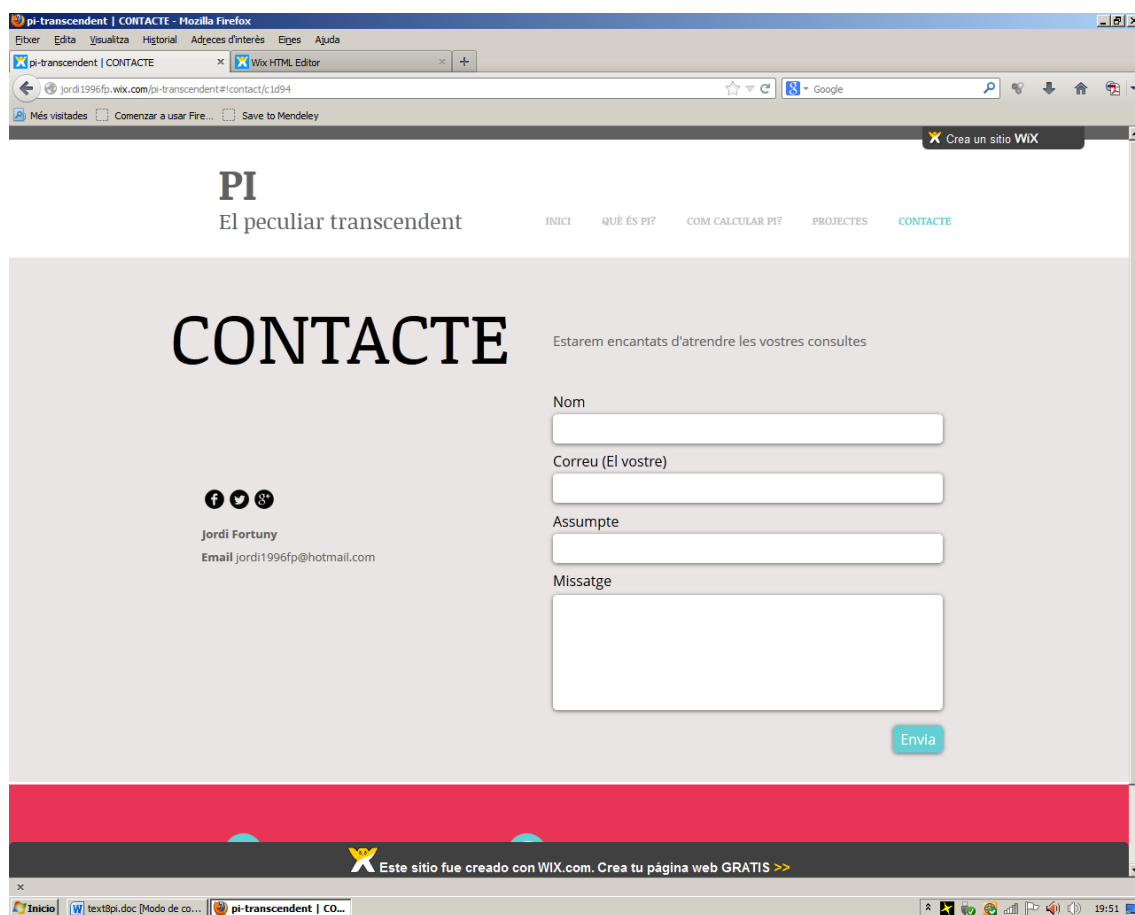 pi-transcendent | CONTACTE - Mozilla Firefox
Fitxer Edita Visualitza Historial Adreces d'interès Eines Ajuda
pi-transcendent | CONTACTE × Wix HTML Editor × +
jordi1996fp.wix.com/pi-transcendent#!contact/c1d94 Google
Més visitades Comenzar a usar Fire... Save to Mendeley
Crea un sitio WiX
PI
El peculiar transcendent
INICI QUÈ ÉS PI? COM CALCULAR PI? PROJECTES CONTACTE
CONTACTE
Estarem encantats d'atrendre les vostres consultes
Nom
Correu (El vostre)
Assumpte
Missatge
Envia
Jordi Fortuny
Email jordi1996fp@hotmail.com
Este sitio fue creado con WIX.com. Crea tu página web GRATIS >>
×
Inicio text8pi.doc [Modo de co... pi-transcendent | CO... 19:51